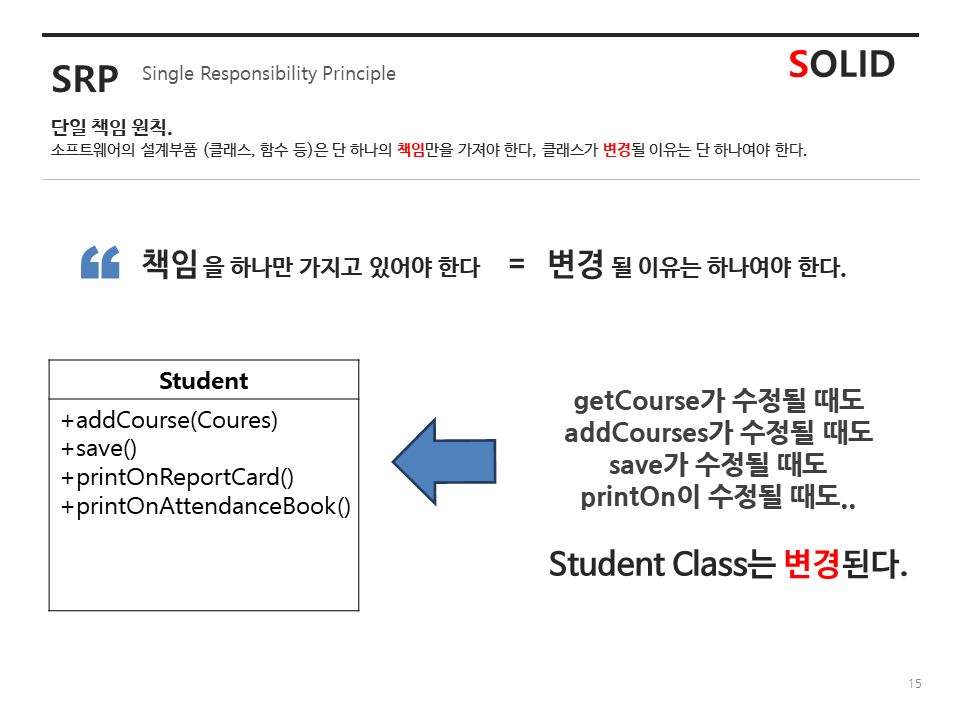 SRP Single Responsibility Principle
SOLID
단일 책임 원칙.
소프트웨어의 설계부품 (클래스, 함수 등)은 단 하나의 책임만을 가져야 한다, 클래스가 변경될 이유는 단 하나여야 한다.
“ 책임 을 하나만 가지고 있어야 한다 = 변경 될 이유는 하나여야 한다.
Student
+addCourse(Coures)
+save()
+printOnReportCard()
+printOnAttendanceBook()
getCourse가 수정될 때도
addCourses가 수정될 때도
save가 수정될 때도
printOn이 수정될 때도..
Student Class는 변경된다.
15